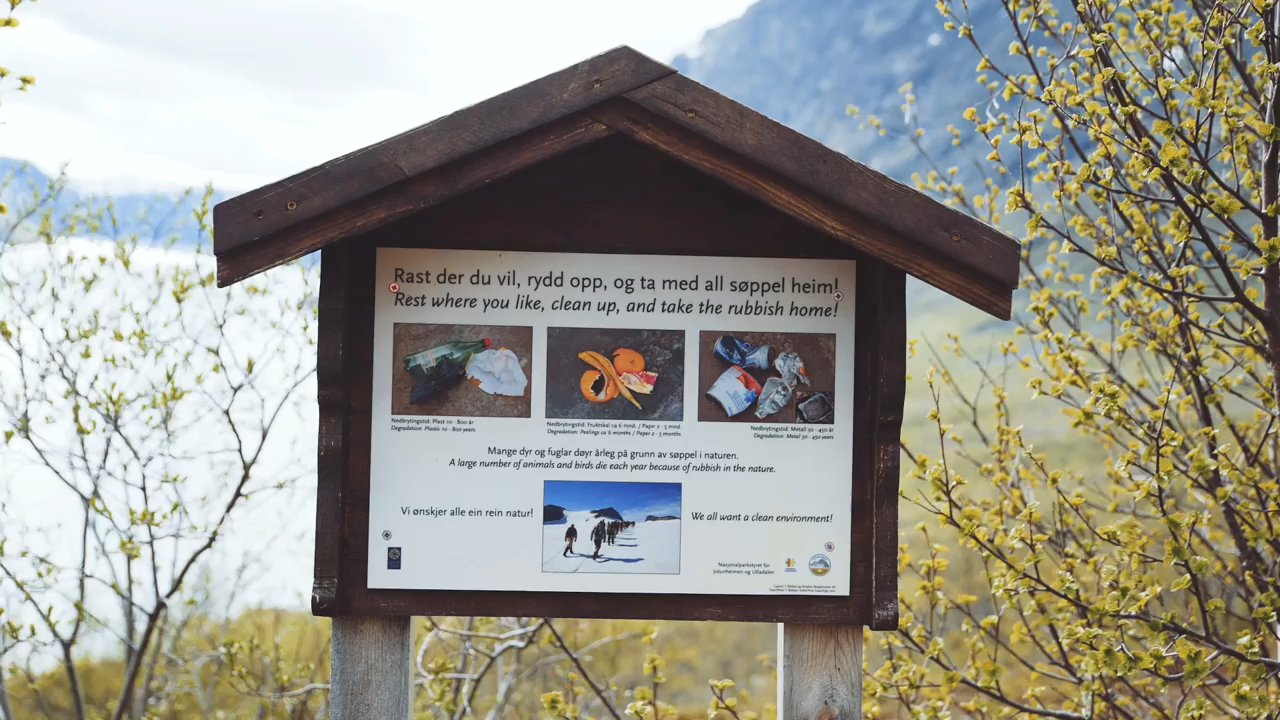 Rast der du vil, rydd opp, og ta med all søppel heim!
Rest where you like, clean up, and take the rubbish home!
Nedbrytingstid: Plast 10 - 800 år
Degradation: Plastic 10 - 800 years
Nedbrytingstid: Fruktskal ca 6 mnd. / Papir 2 - 5 mnd.
Degradation: Peelings ca 6 months / Paper 2 - 5 months
Nedbrytingstid: Metall 50 - 450 år
Degradation: Metal 50 - 450 years
Mange dyr og fuglar døyr årleg på grunn av søppel i naturen.
A large number of animals and birds die each year because of rubbish in the nature.
Vi ønskjer alle ein rein natur!
We all want a clean environment!
Nasjonalparkstyret for
Jotunheimen og Utladalen